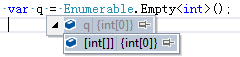 var q = Enumerable.Empty<int>();
q {int[0]}
[int[]] {int[0]}